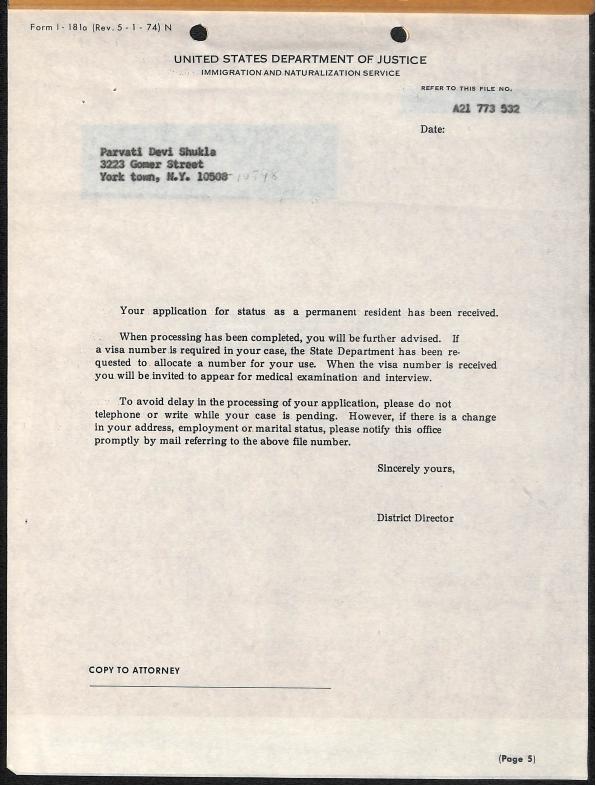 Form I - 181a (Rev. 5 - 1 - 74) N
UNITED STATES DEPARTMENT OF JUSTICE
IMMIGRATION AND NATURALIZATION SERVICE
REFER TO THIS FILE NO.
A21 773 532
Date:
Parvati Devi Shukla
3223 Gomer Street
York town, N.Y. 10508
Your application for status as a permanent resident has been received.
When processing has been completed, you will be further advised. If
a visa number is required in your case, the State Department has been re-
quested to allocate a number for your use. When the visa number is received
you will be invited to appear for medical examination and interview.
To avoid delay in the processing of your application, please do not
telephone or write while your case is pending. However, if there is a change
in your address, employment or marital status, please notify this office
promptly by mail referring to the above file number.
Sincerely yours,
District Director
COPY TO ATTORNEY
(Page 5)